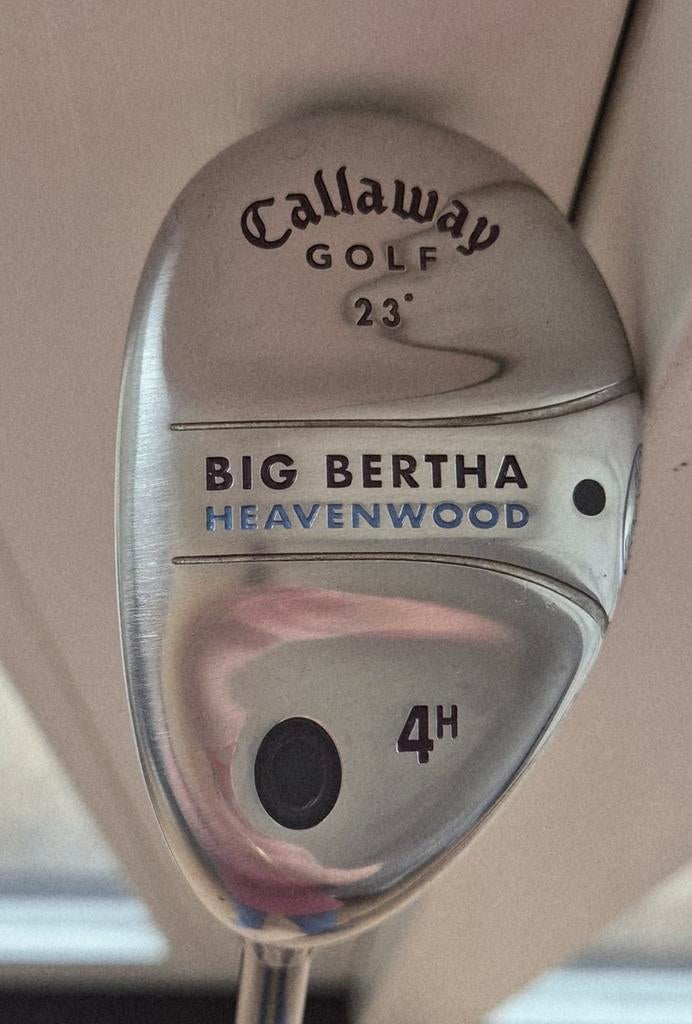 Callaway
GOLF
23°
BIG BERTHA
HEAVENWOOD
4H